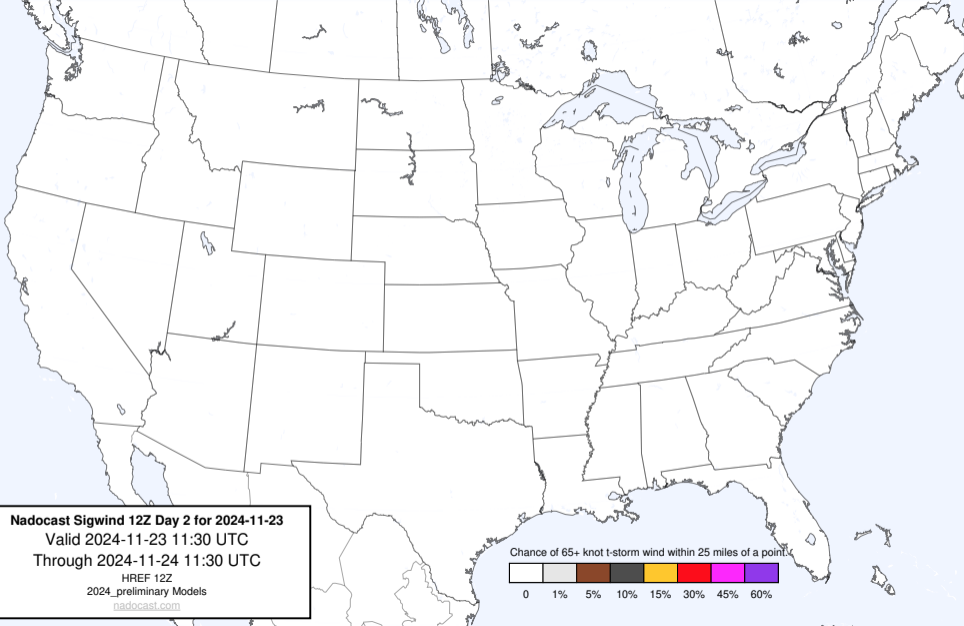 Nadocast Sigwind 12Z Day 2 for 2024-11-23
Valid 2024-11-23 11:30 UTC
Through 2024-11-24 11:30 UTC
HREF 12Z
2024_preliminary Models
nadocast.com
Chance of 65+ knot t-storm wind within 25 miles of a point.
0 1% 5% 10% 15% 30% 45% 60%